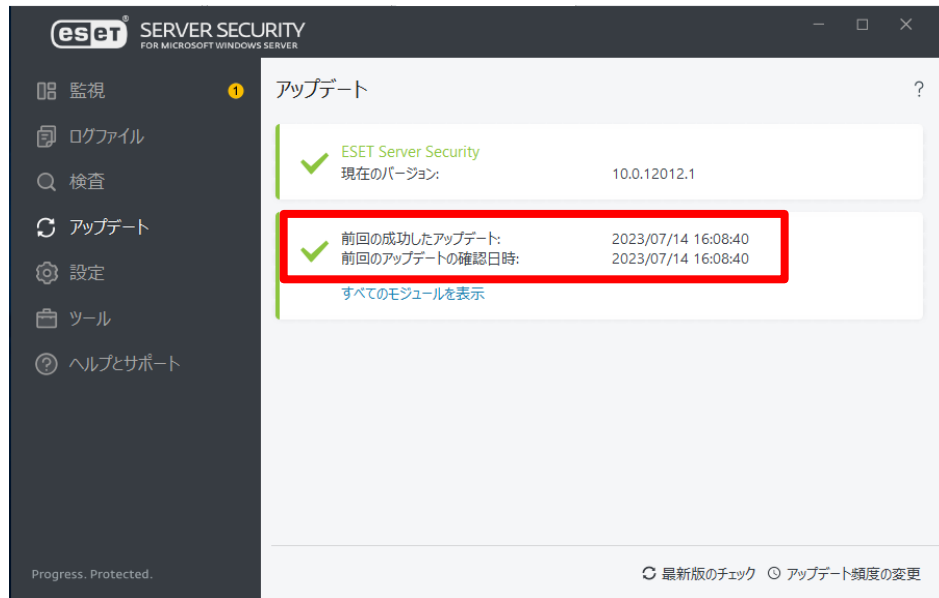 eset SERVER SECURITY
FOR MICROSOFT WINDOWS SERVER
監視 1
ログファイル
検査
アップデート
設定
ツール
ヘルプとサポート
Progress. Protected.
アップデート ?
ESET Server Security
現在のバージョン: 10.0.12012.1
前回の成功したアップデート: 2023/07/14 16:08:40
前回のアップデートの確認日時: 2023/07/14 16:08:40
すべてのモジュールを表示
最新版のチェック アップデート頻度の変更